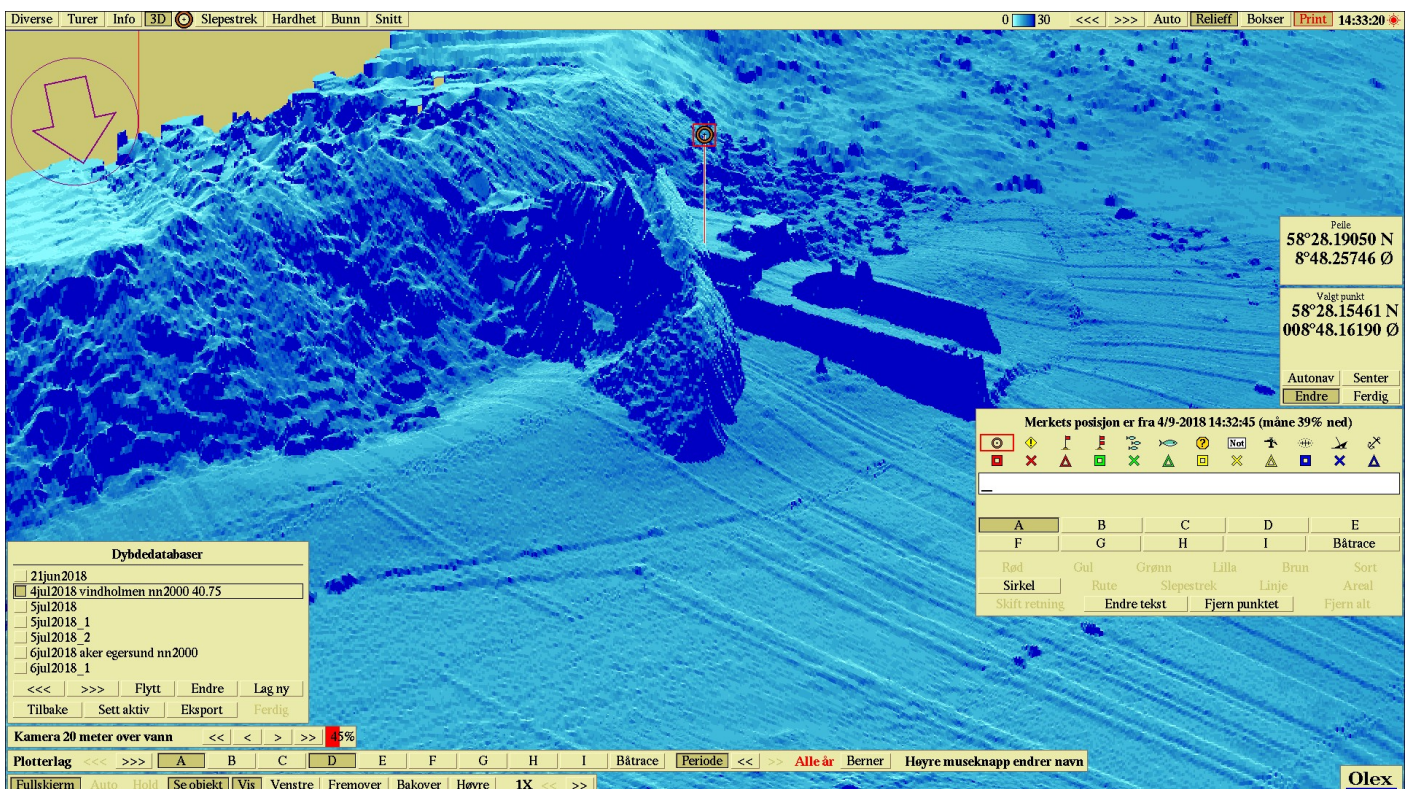 Diverse Turer Info 3D Slepestrek Hardhet Bunn Snitt 0 30 <<< >>> Auto Relieff Bokser Print 14:33:20
Peile
58°28.19050 N
8°48.25746 Ø
Valgt punkt
58°28.15461 N
008°48.16190 Ø
Autonav Senter
Endre Ferdig
Merkets posisjon er fra 4/9-2018 14:32:45 (måne 39% ned)
Not
A B C D E
F G H I Båtrace
Rød Gul Grønn Lilla Brun Sort
Sirkel Rute Slepestrek Linje Areal
Skift retning Endre tekst Fjern punktet Fjern alt
Dybdedatabaser
21jun2018
4jul2018 vindholmen nn2000 40.75
5jul2018
5jul2018_1
5jul2018_2
6jul2018 aker egersund nn2000
6jul2018_1
<<< >>> Flytt Endre Lag ny
Tilbake Sett aktiv Eksport Ferdig
Kamera 20 meter over vann << < > >> 45%
Plotterlag <<< >>> A B C D E F G H I Båtrace Periode << >> Alle år Berner Høyre museknapp endrer navn
Fullskjerm Auto Hold Se objekt Vis Venstre Fremover Bakover Høyre 1X << >>
Olex